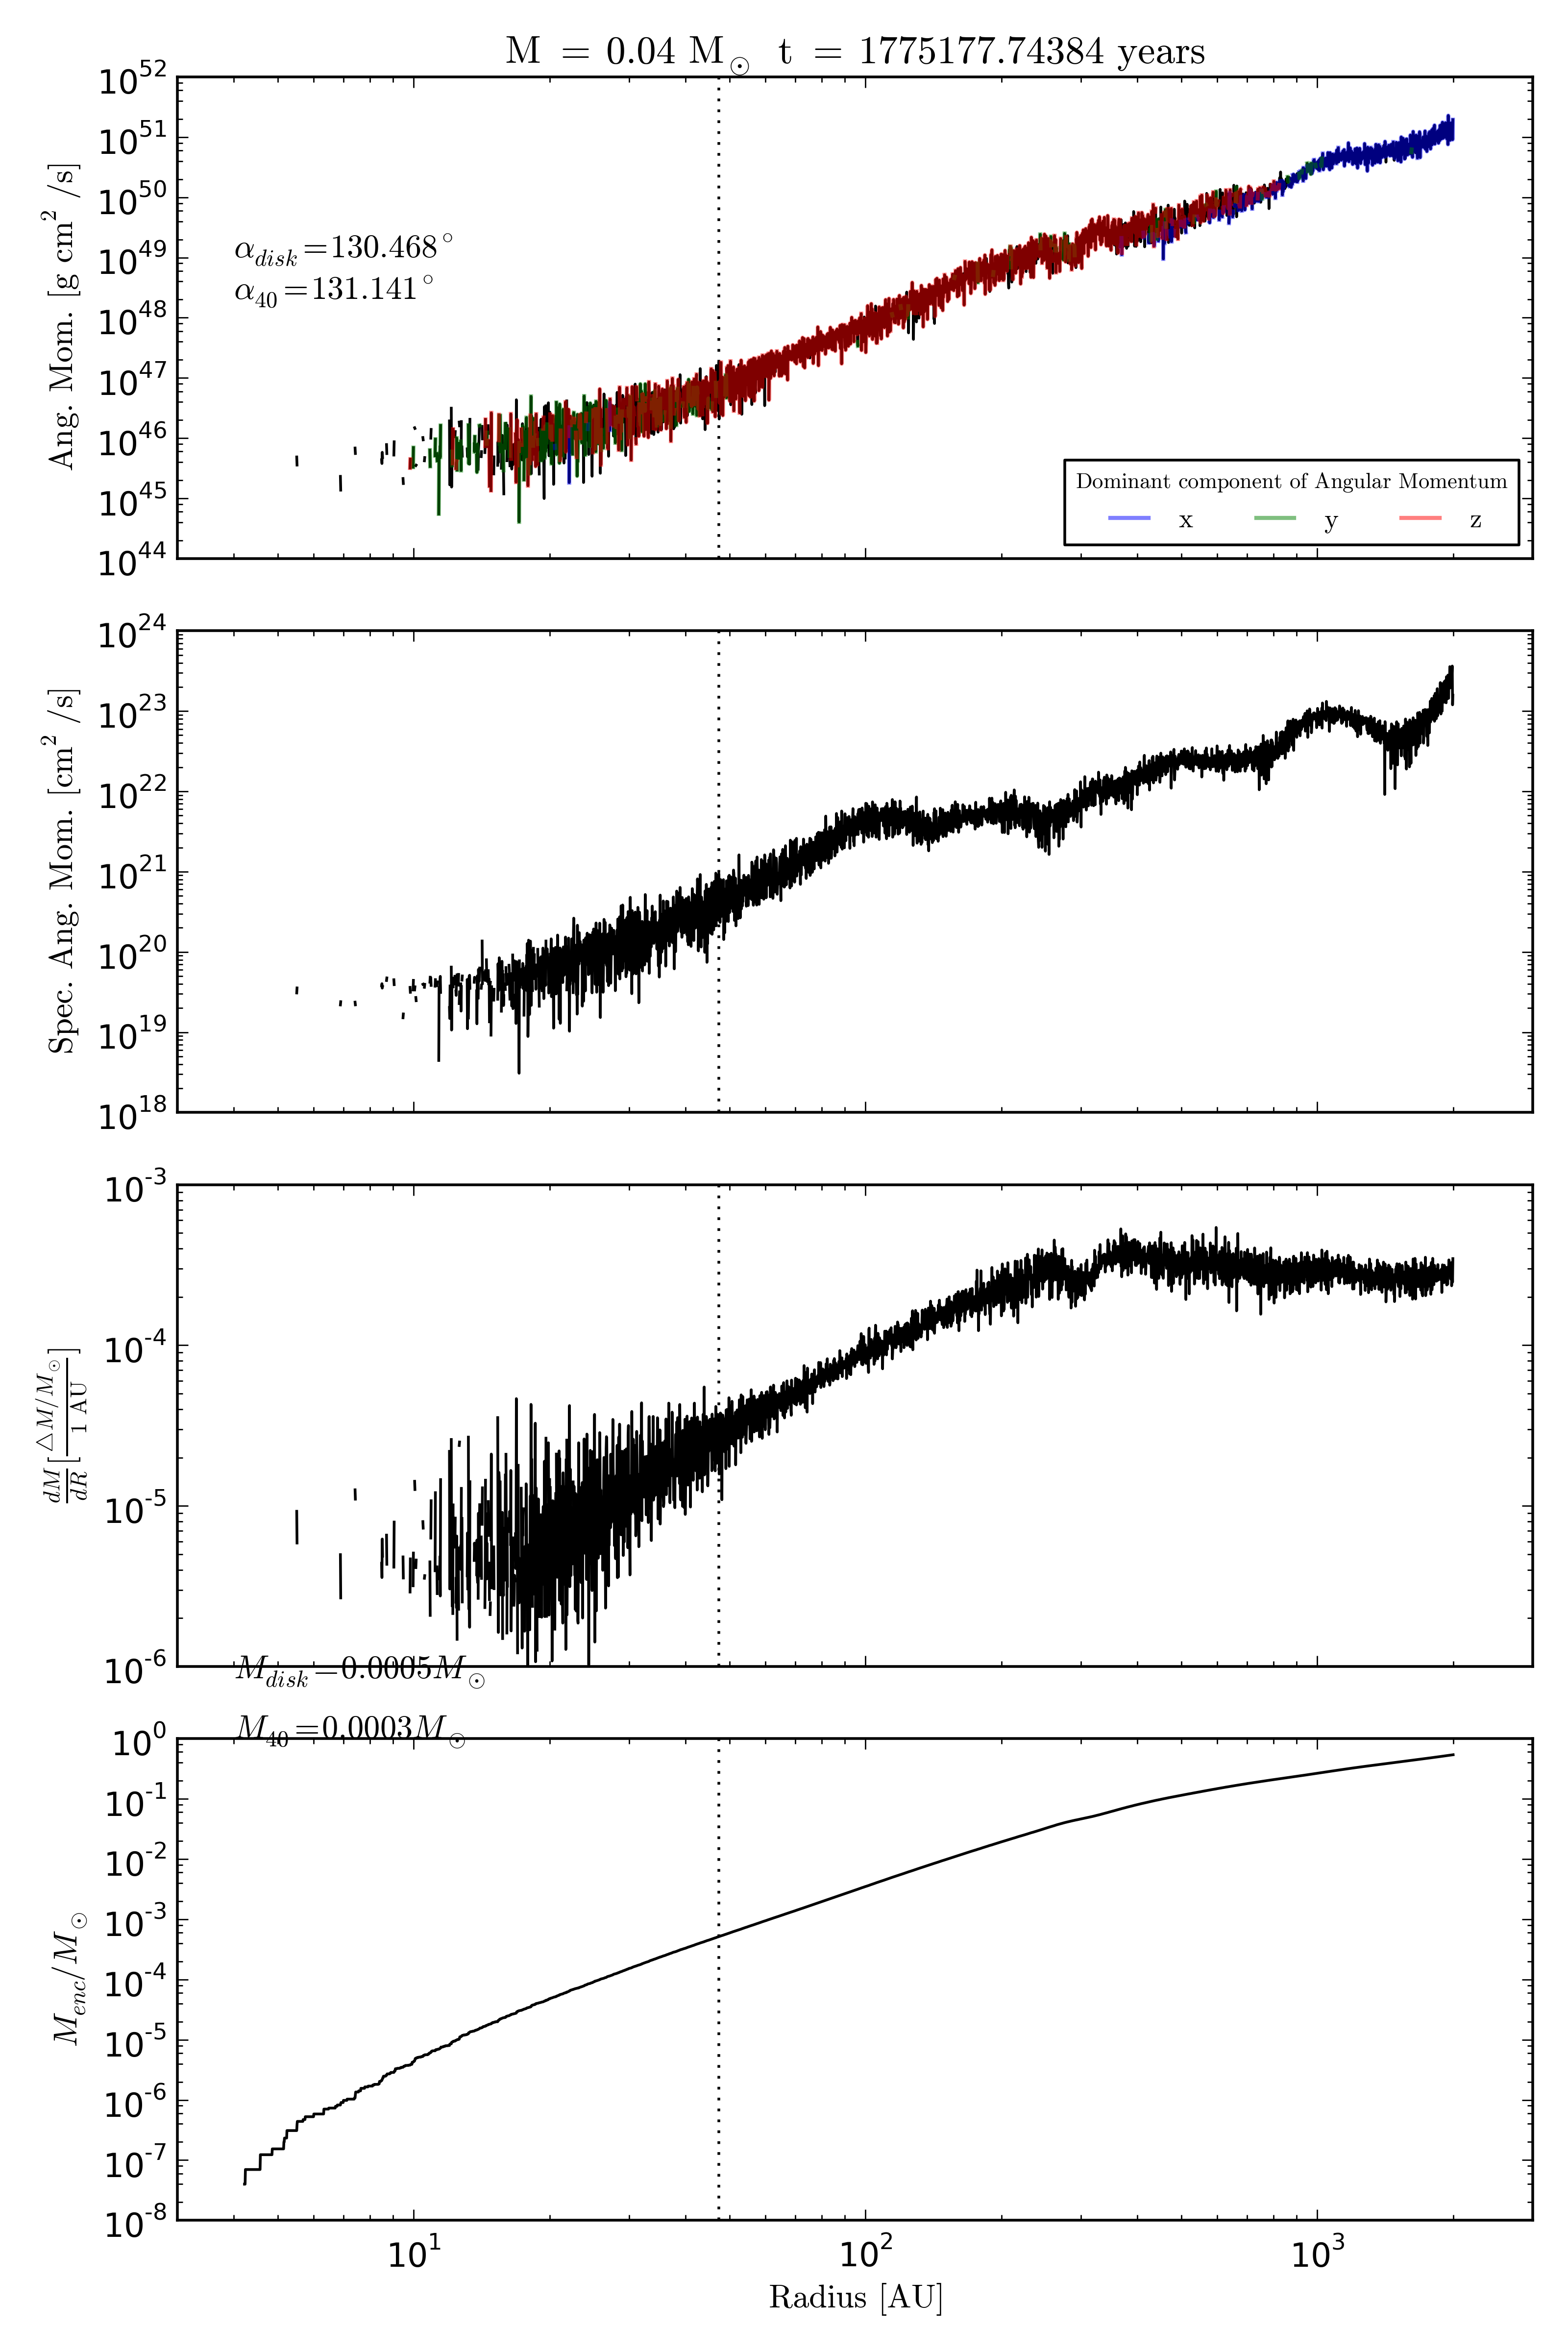 M = 0.04 M⊙ t = 1775177.74384 years
10^52
10^51
10^50
10^49
10^48
10^47
10^46
10^45
10^44
Ang. Mom. [g cm^2 /s]
α_disk=130.468°
α_40=131.141°
Dominant component of Angular Momentum
x y z
10^24
10^23
10^22
10^21
10^20
10^19
10^18
Spec. Ang. Mom. [cm^2 /s]
10^-3
10^-4
10^-5
10^-6
dM/dR [△M/M⊙ / 1 AU]
M_disk=0.0005M⊙
M_40=0.0003M⊙
10^0
10^-1
10^-2
10^-3
10^-4
10^-5
10^-6
10^-7
10^-8
M_enc/M⊙
10^1 10^2 10^3
Radius [AU]